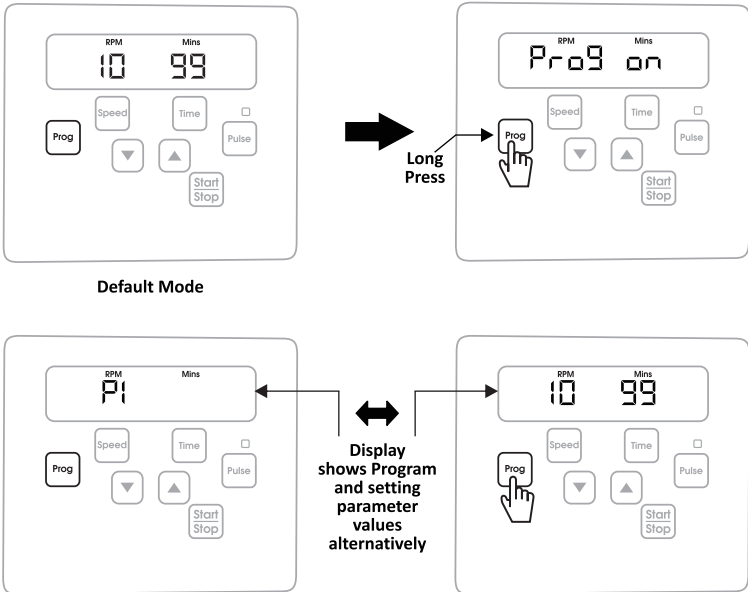 RPM Mins
10 99
Speed Time
Prog Pulse
Start
Stop
Default Mode
RPM Mins
Prog on
Speed Time
Prog Pulse
Start
Stop
Long
Press
RPM Mins
P1
Speed Time
Prog Pulse
Start
Stop
Display
shows Program
and setting
parameter
values
alternatively
RPM Mins
10 99
Speed Time
Prog Pulse
Start
Stop